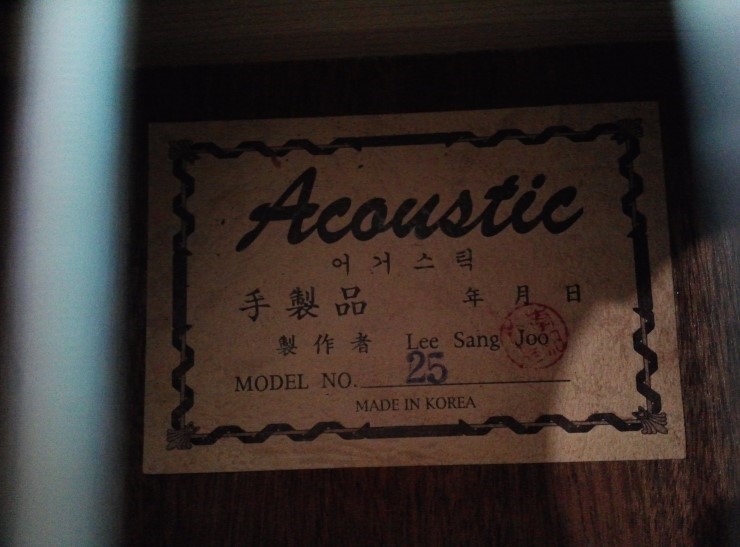 Acoustic
어거스틱
手製品 年 月 日
製作者 Lee Sang Joo
MODEL NO. 25
MADE IN KOREA